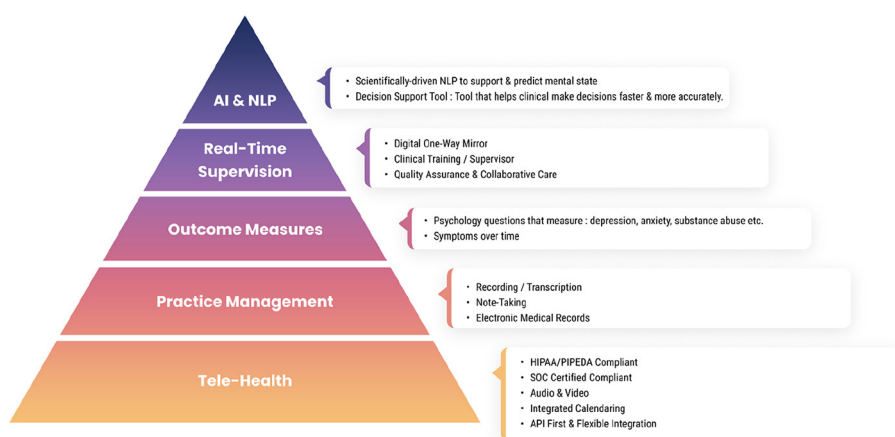 AI & NLP
• Scientifically-driven NLP to support & predict mental state
• Decision Support Tool : Tool that helps clinical make decisions faster & more accurately.
Real-Time
Supervision
• Digital One-Way Mirror
• Clinical Training / Supervisor
• Quality Assurance & Collaborative Care
Outcome Measures
• Psychology questions that measure : depression, anxiety, substance abuse etc.
• Symptoms over time
Practice Management
• Recording / Transcription
• Note-Taking
• Electronic Medical Records
Tele-Health
• HIPAA/PIPEDA Compliant
• SOC Certified Compliant
• Audio & Video
• Integrated Calendaring
• API First & Flexible Integration